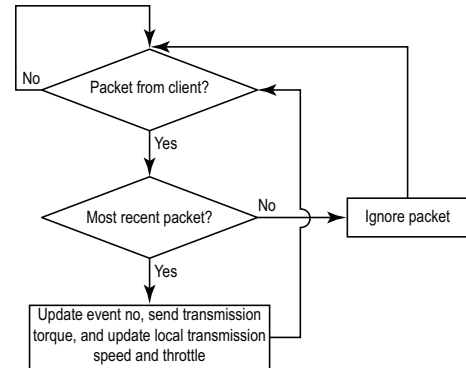 No
Packet from client?
Yes
Most recent packet?
No
Ignore packet
Yes
Update event no, send transmission
torque, and update local transmission
speed and throttle